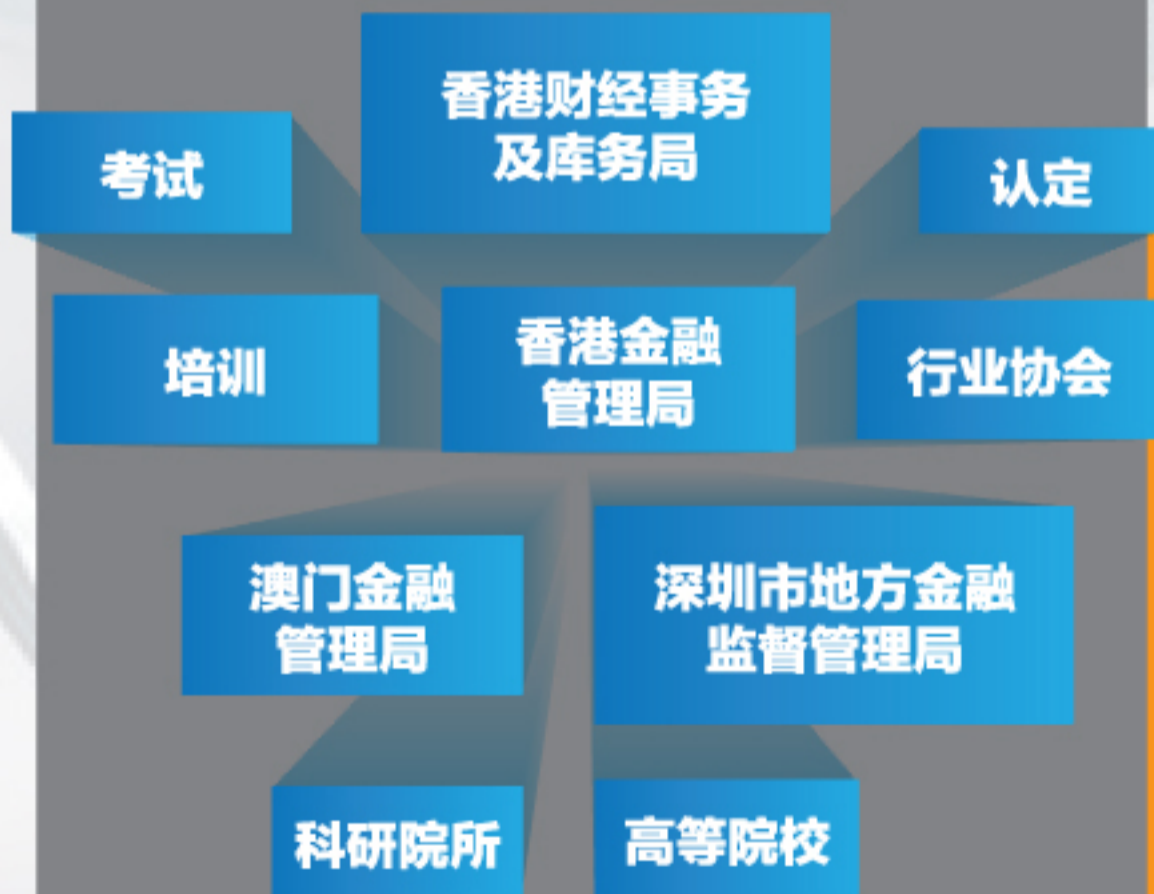 香港财经事务
及库务局
考试
认定
培训
香港金融
管理局
行业协会
澳门金融
管理局
深圳市地方金融
监督管理局
科研院所
高等院校